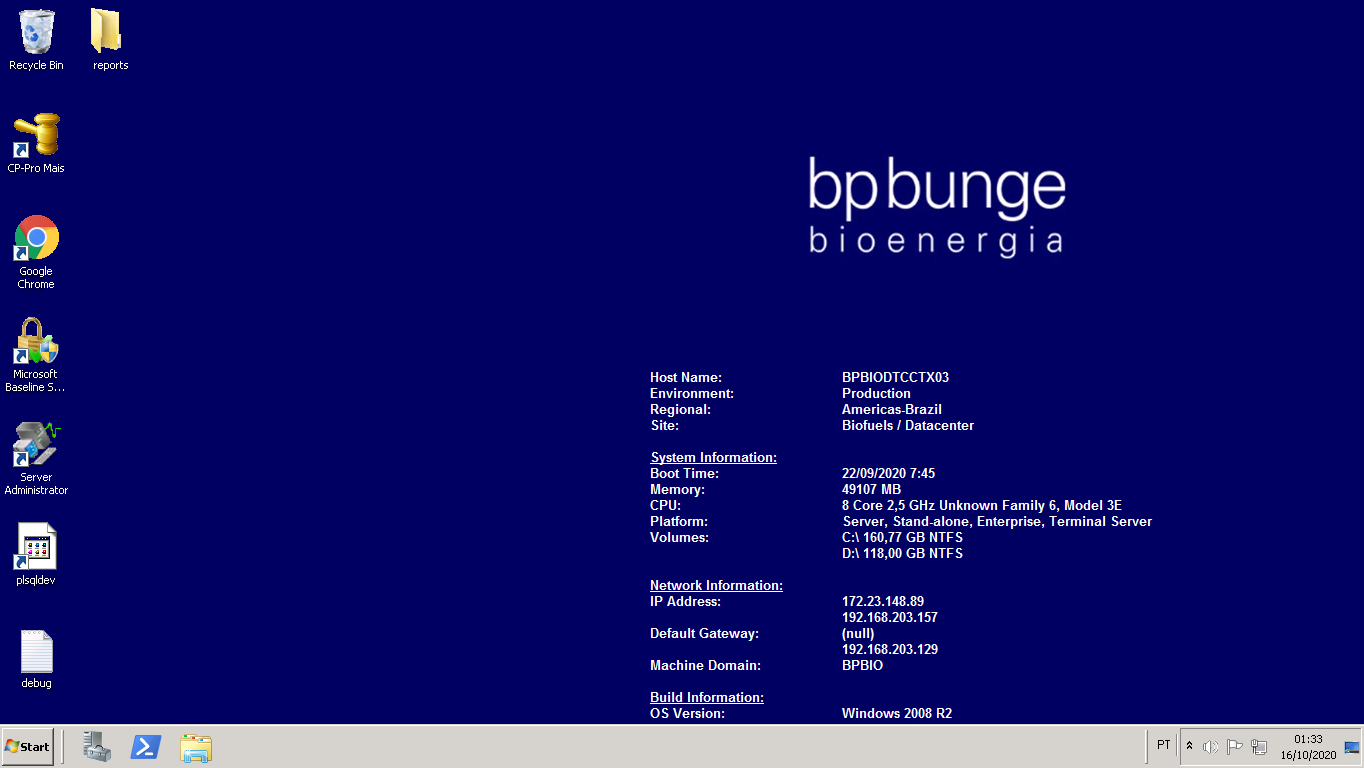 Recycle Bin
reports
CP-Pro Mais
Google
Chrome
Microsoft
Baseline S...
Server
Administrator
plsqldev
debug
bp bunge
bioenergia
Host Name: BPBIODTCCTX03
Environment: Production
Regional: Americas-Brazil
Site: Biofuels / Datacenter
System Information:
Boot Time: 22/09/2020 7:45
Memory: 49107 MB
CPU: 8 Core 2,5 GHz Unknown Family 6, Model 3E
Platform: Server, Stand-alone, Enterprise, Terminal Server
Volumes: C:\ 160,77 GB NTFS
D:\ 118,00 GB NTFS
Network Information:
IP Address: 172.23.148.89
192.168.203.157
Default Gateway: (null)
192.168.203.129
Machine Domain: BPBIO
Build Information:
OS Version: Windows 2008 R2
Start
PT
01:33
16/10/2020